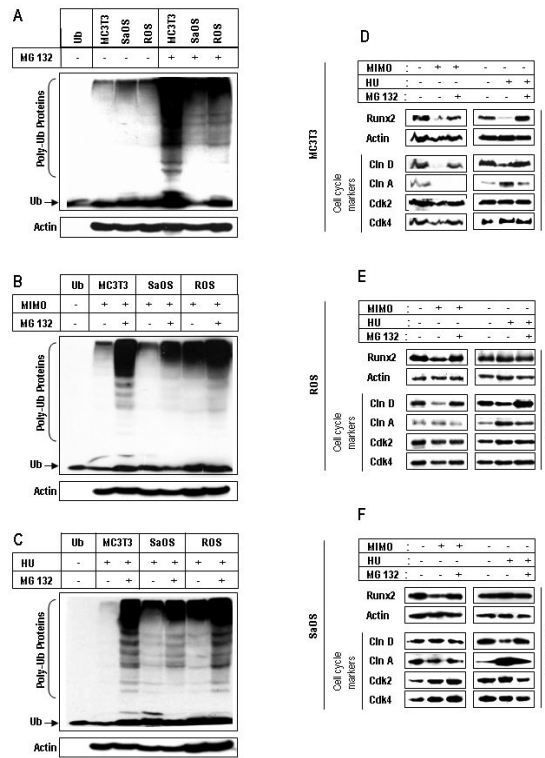 A
Ub MC3T3 SaOS ROS MC3T3 SaOS ROS
MG 132 - - - - + + +
Poly-Ub Proteins
Ub
Actin
B
Ub MC3T3 SaOS ROS
MIMO - + + + + + +
MG 132 - - + - + - +
Poly-Ub Proteins
Ub
Actin
C
Ub MC3T3 SaOS ROS
HU - + + + + + +
MG 132 - - + - + - +
Poly-Ub Proteins
Ub
Actin
D
MC3T3
MIMO : - + + - - -
HU : - - - - + +
MG 132 : - - + - - +
Runx2
Actin
Cell cycle markers
Cln D
Cln A
Cdk2
Cdk4
E
ROS
MIMO : - + + - - -
HU : - - - - + +
MG 132 : - - + - - +
Runx2
Actin
Cell cycle markers
Cln D
Cln A
Cdk2
Cdk4
F
SaOS
MIMO : - + + - - -
HU : - - - - + +
MG 132 : - - + - - +
Runx2
Actin
Cell cycle markers
Cln D
Cln A
Cdk2
Cdk4